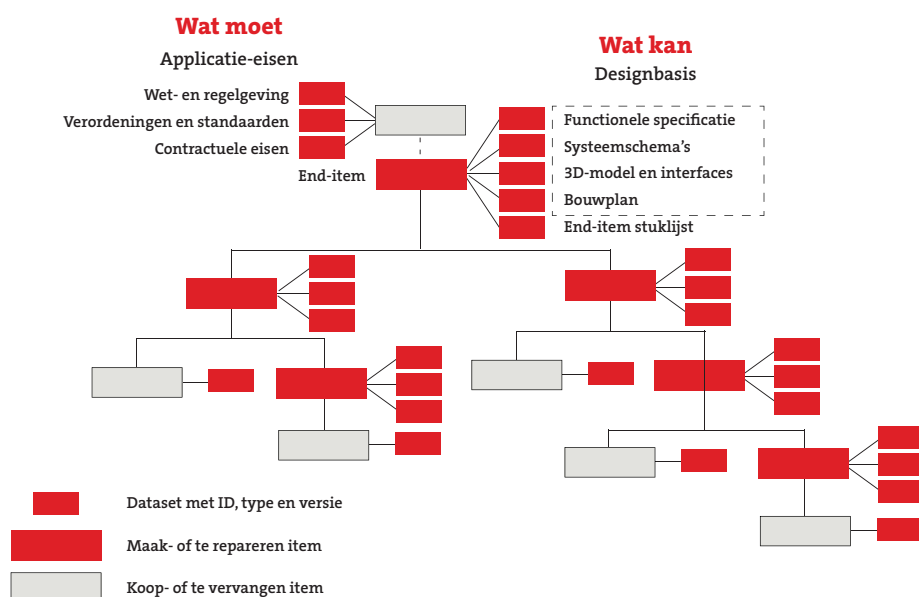 Wat moet
Applicatie-eisen
Wet- en regelgeving
Verordeningen en standaarden
Contractuele eisen
End-item
Wat kan
Designbasis
Functionele specificatie
Systeemschema's
3D-model en interfaces
Bouwplan
End-item stuklijst
Dataset met ID, type en versie
Maak- of te repareren item
Koop- of te vervangen item